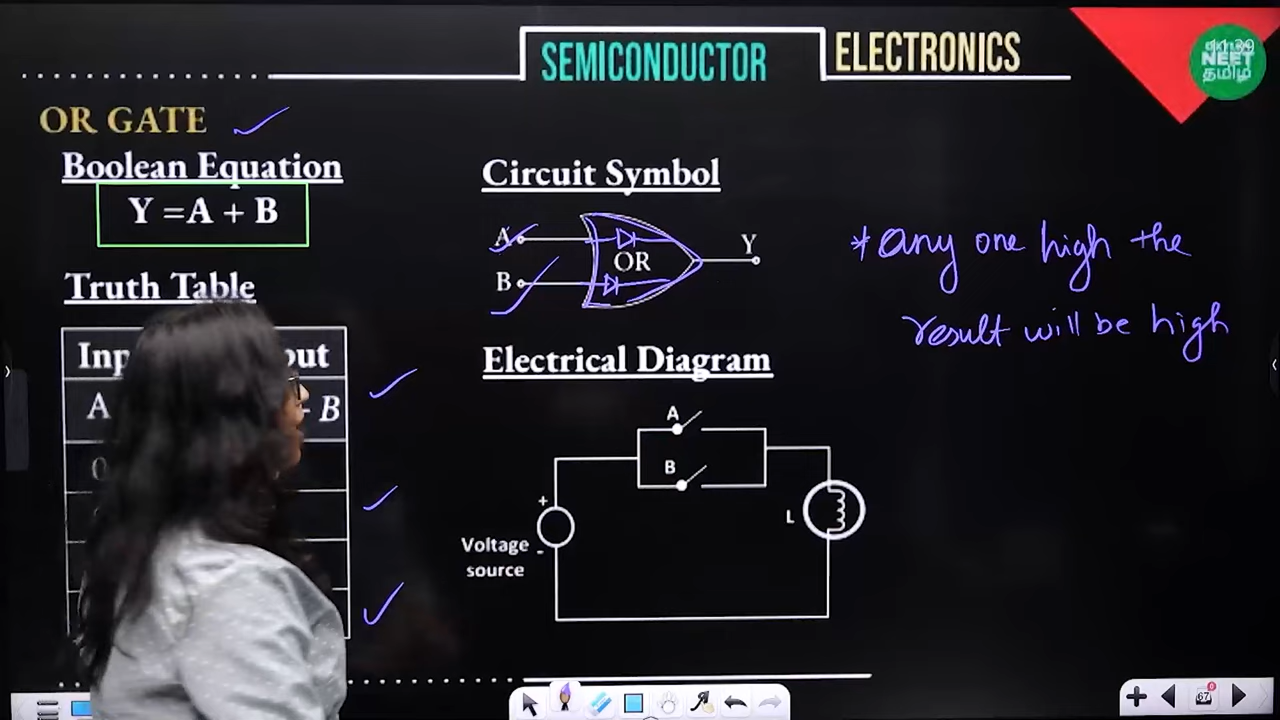 SEMICONDUCTOR ELECTRONICS
NEET
தமிழ்
OR GATE
Boolean Equation
Y =A + B
Truth Table
A
B
0
Circuit Symbol
A
B
OR
Y
* any one high the
result will be high
Electrical Diagram
A
B
+
Voltage -
source
L
67